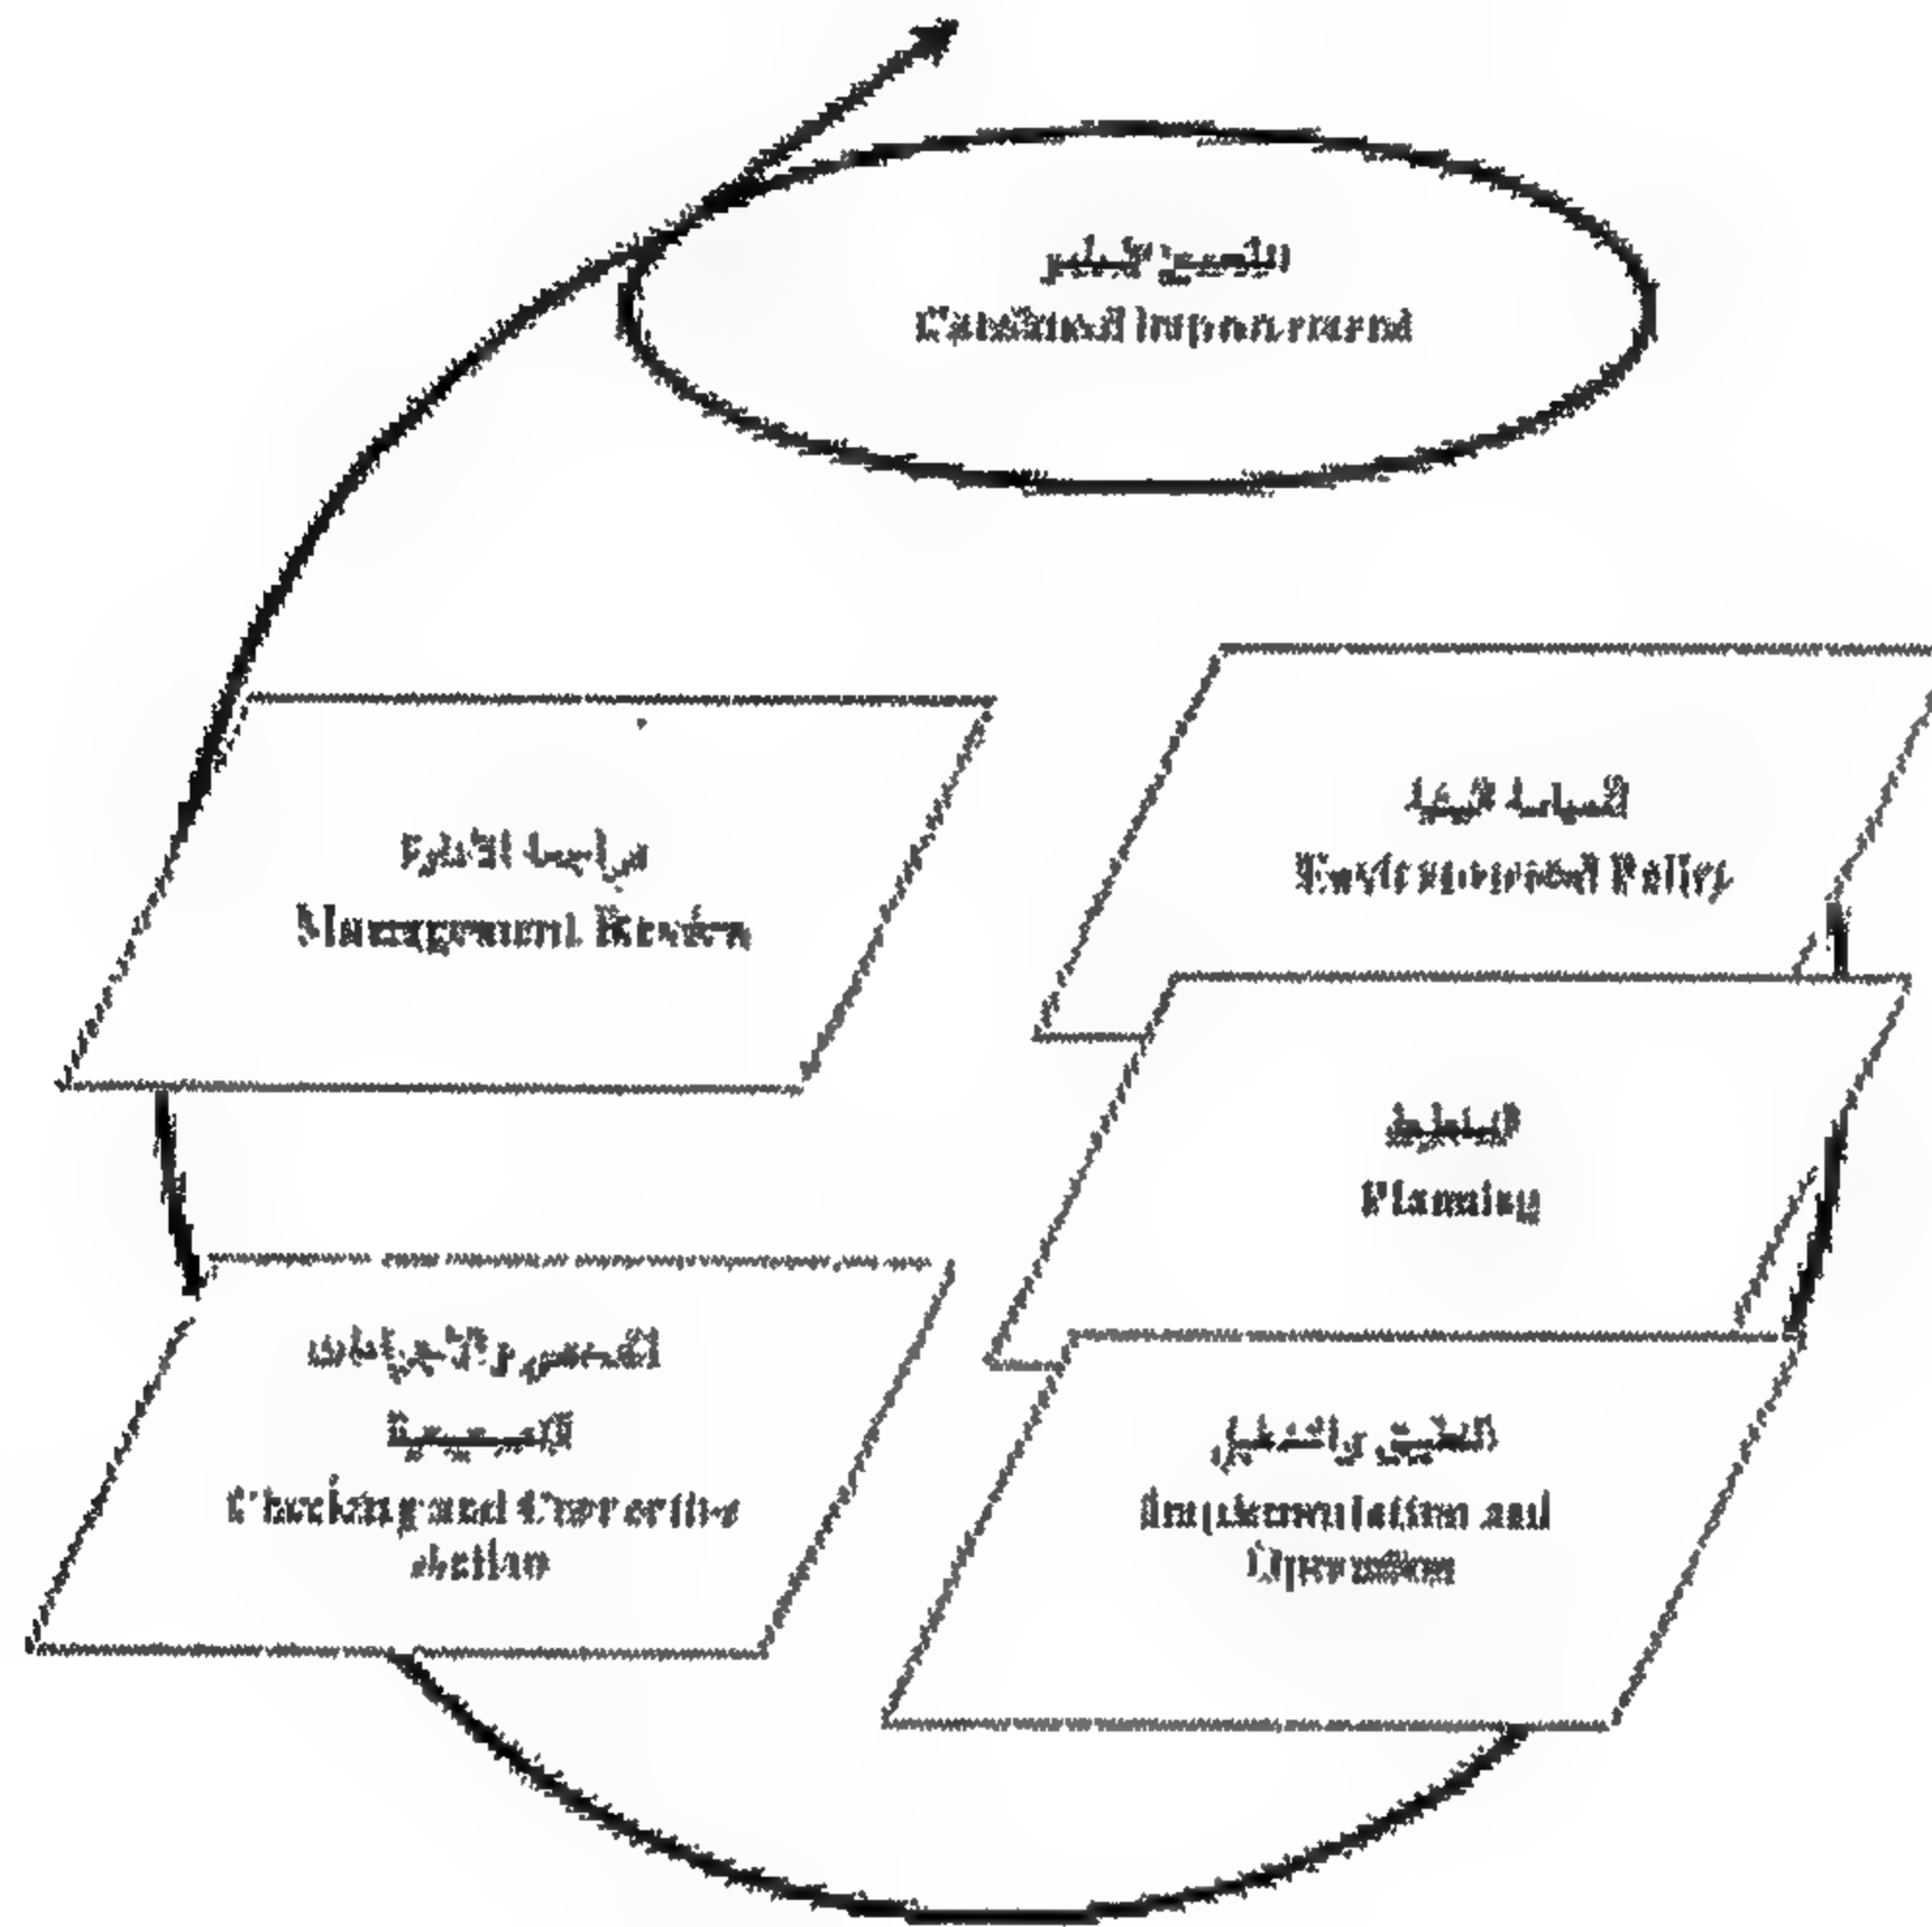 التحسين المستمر
Continual Improvement
السياسة البيئية
Environmental Policy
مراجعة الإدارة
Management Review
التخطيط
Planning
الفحص والإجراءات
التصحيحية
Checking and Corrective
Action
التطبيق والتشغيل
Implementation and
Operation